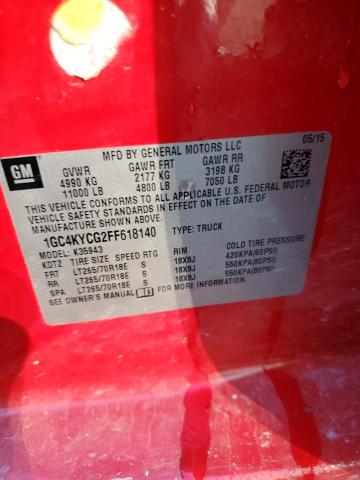 GM
MFD BY GENERAL MOTORS LLC 05/15
GVWR GAWR FRT GAWR RR
4990 KG 2177 KG 3198 KG
11000 LB 4800 LB 7050 LB
THIS VEHICLE CONFORMS TO ALL APPLICABLE U.S. FEDERAL MOTOR
VEHICLE SAFETY STANDARDS IN EFFECT ON THE DATE OF
MANUFACTURE SHOWN ABOVE.
1GC4KYCG2FF618140 TYPE: TRUCK
MODEL: K35943
KDTZ TIRE SIZE SPEED RTG RIM COLD TIRE PRESSURE
FRT LT265/70R18E S 18X8J 420KPA(60PSI)
RR LT265/70R18E S 18X8J 550KPA(80PSI)
SPA LT265/70R18E S 18X8J 550KPA(80PSI)
SEE OWNER'S MANUAL FOR MORE INFORMATION.